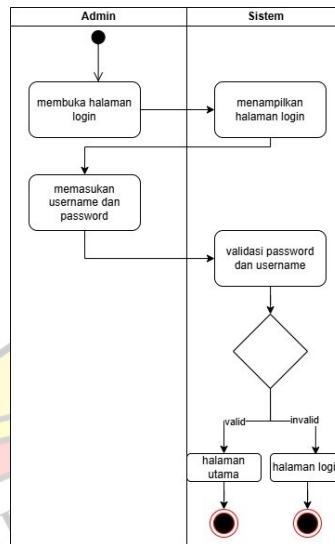 Admin
Sistem
membuka halaman
login
menampilkan
halaman login
memasukan
username dan
password
validasi password
dan username
valid
invalid
halaman
utama
halaman logi